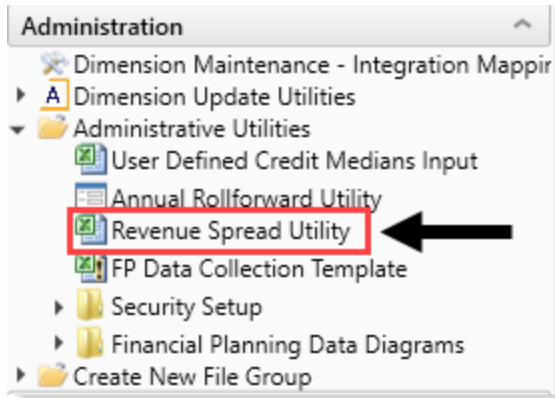 Administration
Dimension Maintenance - Integration Mappin
A Dimension Update Utilities
Administrative Utilities
User Defined Credit Medians Input
Annual Rollforward Utility
Revenue Spread Utility
FP Data Collection Template
Security Setup
Financial Planning Data Diagrams
Create New File Group